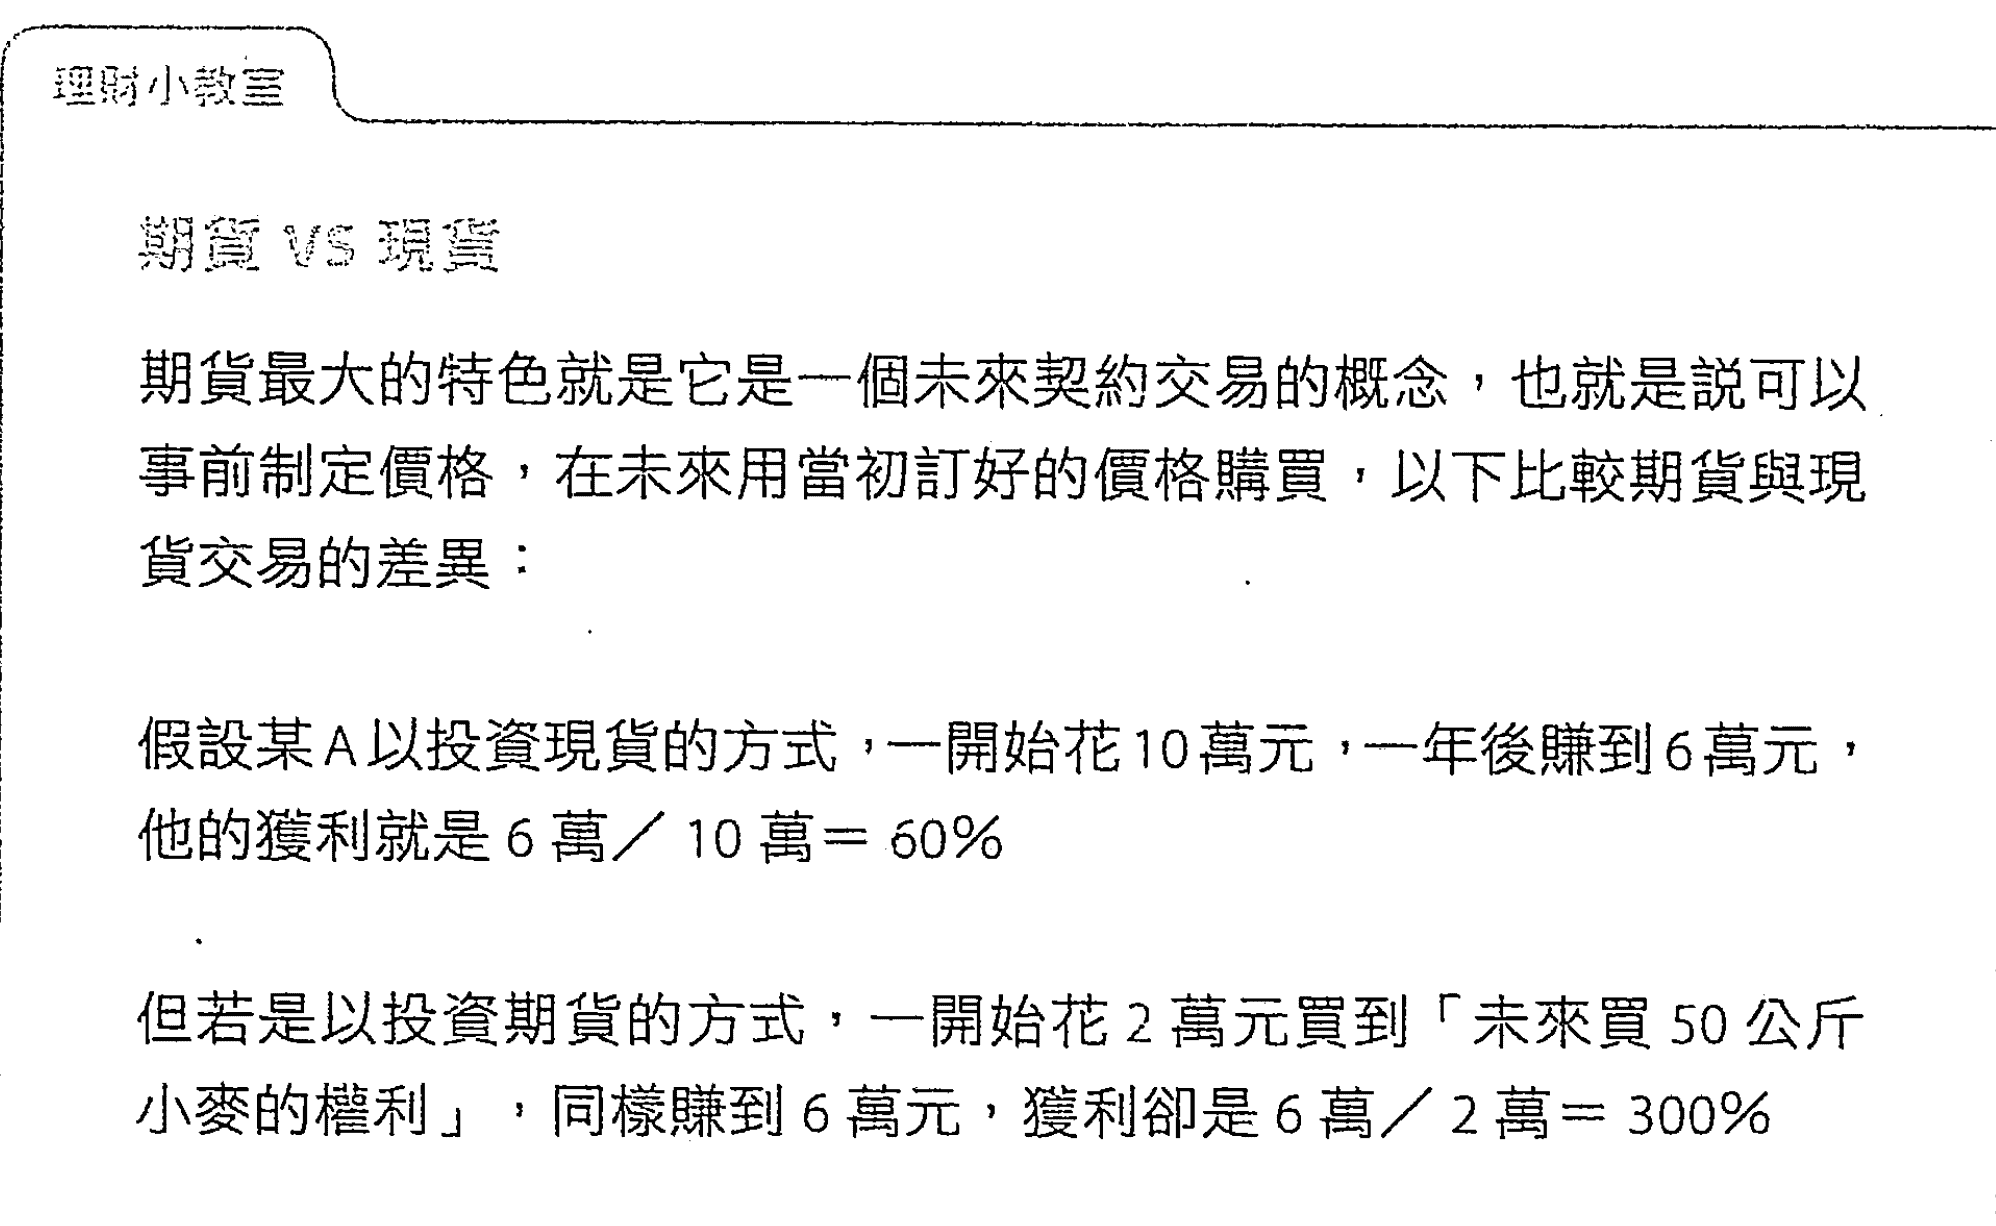 理財小教室
期貨 VS 現貨
期貨最大的特色就是它是一個未來契約交易的概念，也就是說可以
事前制定價格，在未來用當初訂好的價格購買，以下比較期貨與現
貨交易的差異：
假設某A以投資現貨的方式，一開始花10萬元，一年後賺到6萬元，
他的獲利就是 6 萬／ 10 萬＝ 60%
但若是以投資期貨的方式，一開始花 2 萬元買到「未來買 50 公斤
小麥的權利」，同樣賺到 6 萬元，獲利卻是 6 萬／ 2 萬＝ 300%